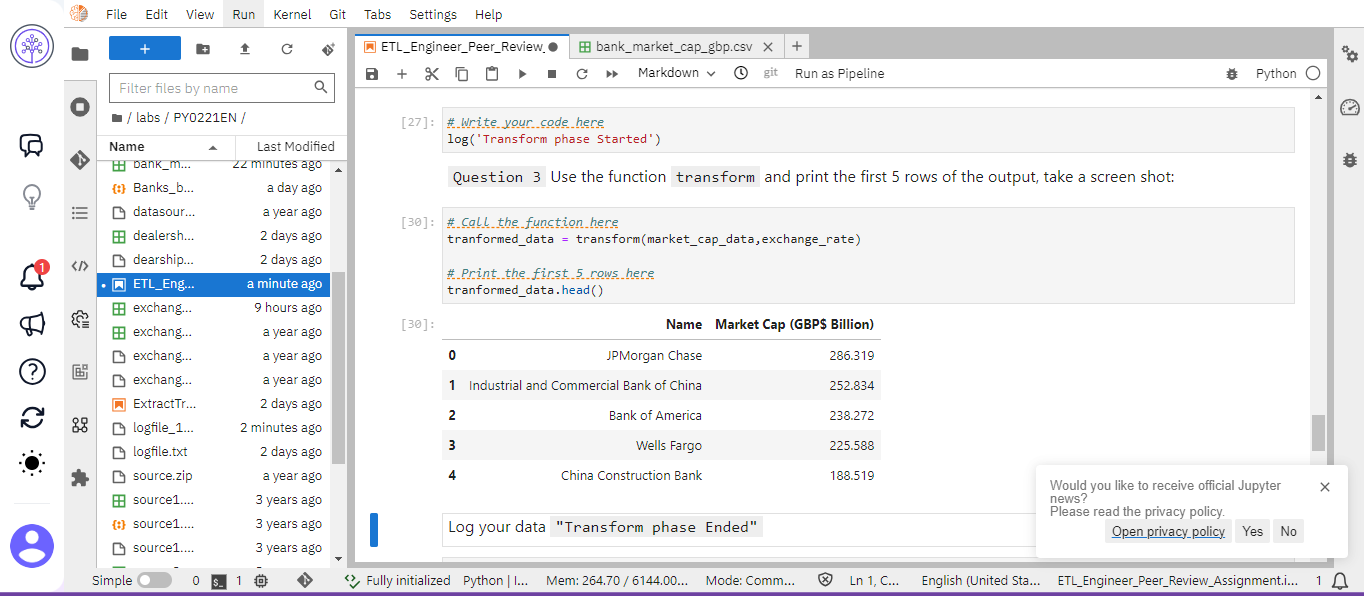 File Edit View Run Kernel Git Tabs Settings Help
+
Filter files by name
/ labs / PY0221EN /
Name Last Modified
bank_m... 22 minutes ago
Banks_b... a day ago
datasour... a year ago
dealersh... 2 days ago
dearship... 2 days ago
ETL_Eng... a minute ago
exchang... 9 hours ago
exchang... a year ago
exchang... a year ago
exchang... a year ago
ExtractTr... 2 days ago
logfile_1... 2 minutes ago
logfile.txt 2 days ago
source.zip a year ago
source1.... 3 years ago
source1.... 3 years ago
source1.... 3 years ago
1
ETL_Engineer_Peer_Review_ bank_market_cap_gbp.csv
Markdown git Run as Pipeline Python
[27]: # Write your code here
log('Transform phase Started')
Question 3 Use the function transform and print the first 5 rows of the output, take a screen shot:
[30]: # Call the function here
tranformed_data = transform(market_cap_data,exchange_rate)
# Print the first 5 rows here
tranformed_data.head()
[30]: Name Market Cap (GBP$ Billion)
0 JPMorgan Chase 286.319
1 Industrial and Commercial Bank of China 252.834
2 Bank of America 238.272
3 Wells Fargo 225.588
4 China Construction Bank 188.519
Log your data "Transform phase Ended"
Would you like to receive official Jupyter
news?
Please read the privacy policy.
Open privacy policy Yes No
Simple 0 $_ 1 Fully initialized Python | I... Mem: 264.70 / 6144.00... Mode: Comm... Ln 1, C... English (United Sta... ETL_Engineer_Peer_Review_Assignment.i... 1